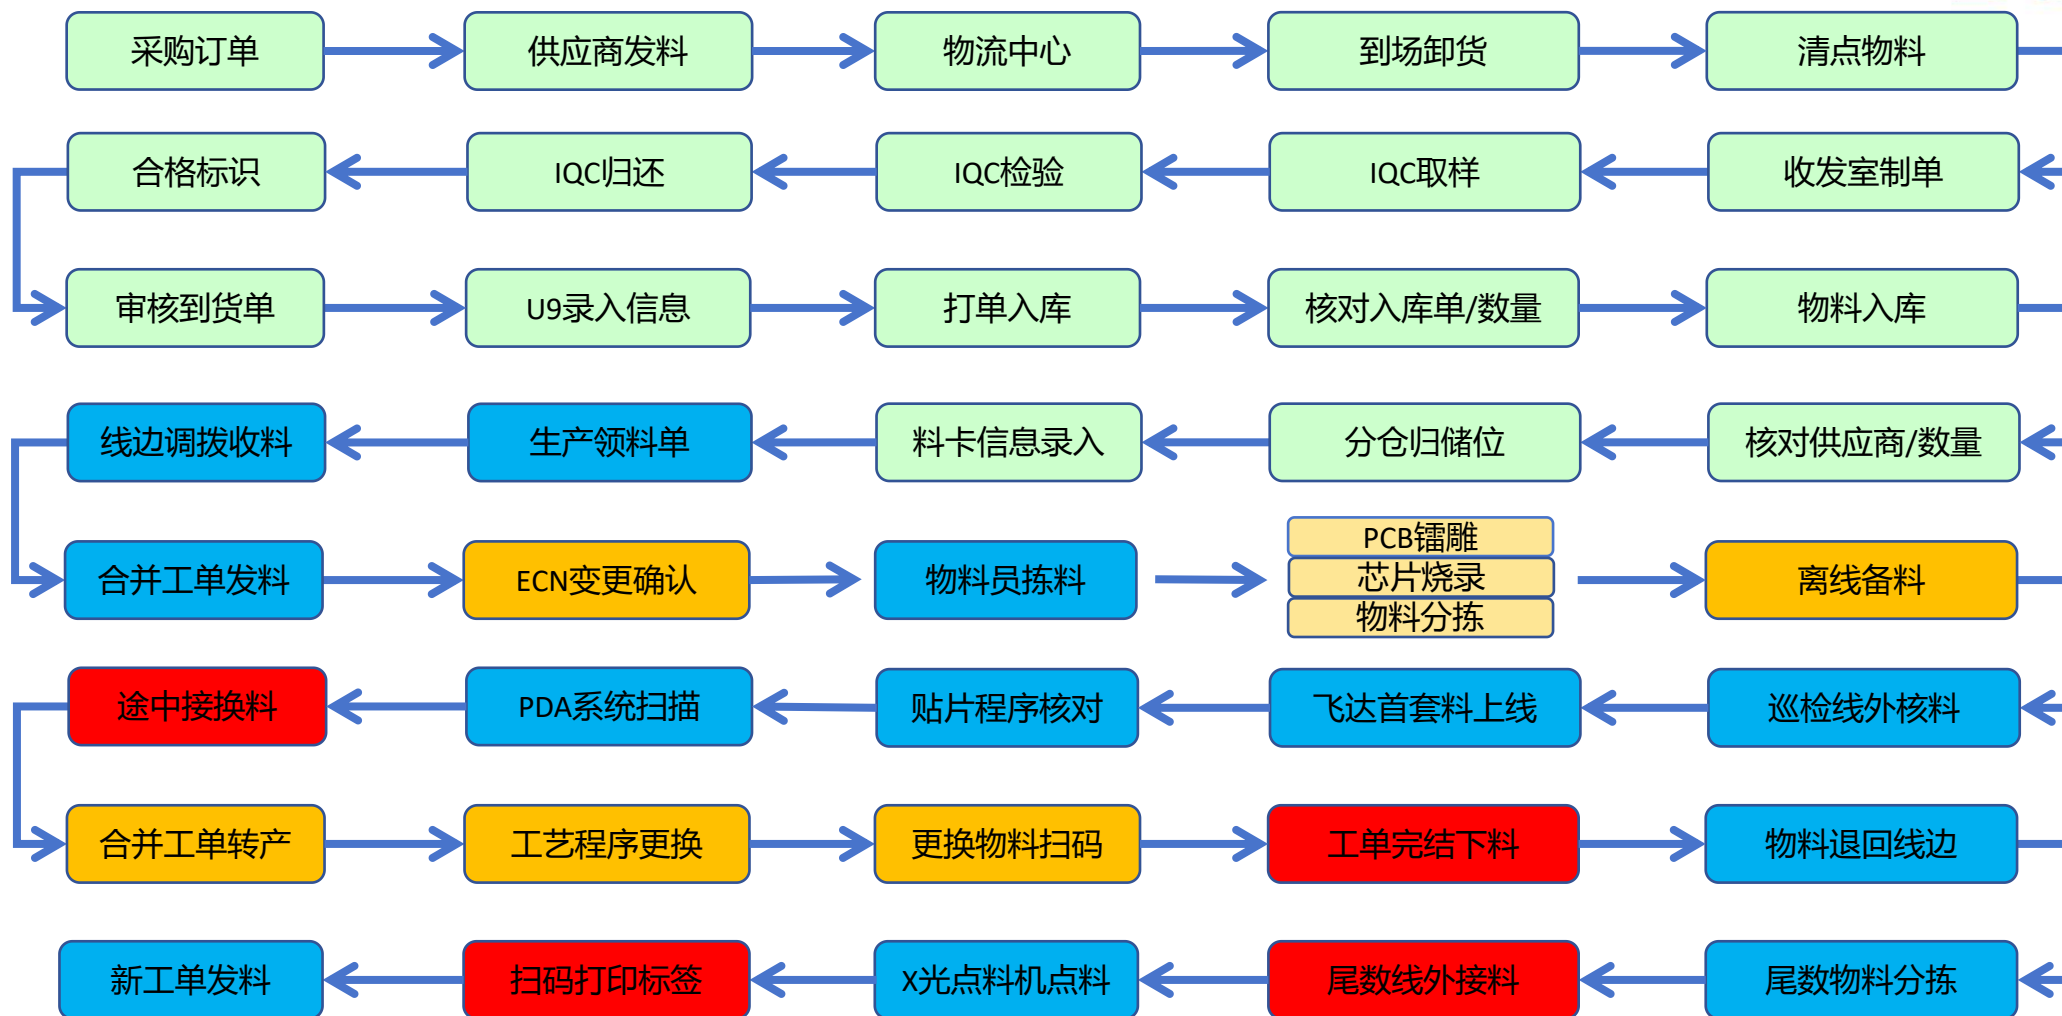 采购订单
供应商发料
物流中心
到场卸货
清点物料
合格标识
IQC归还
IQC检验
IQC取样
收发室制单
审核到货单
U9录入信息
打单入库
核对入库单/数量
物料入库
线边调拨收料
生产领料单
料卡信息录入
分仓归储位
核对供应商/数量
合并工单发料
ECN变更确认
物料员拣料
PCB镭雕
芯片烧录
物料分拣
离线备料
途中接换料
PDA系统扫描
贴片程序核对
飞达首套料上线
巡检线外核料
合并工单转产
工艺程序更换
更换物料扫码
工单完结下料
物料退回线边
新工单发料
扫码打印标签
X光点料机点料
尾数线外接料
尾数物料分拣